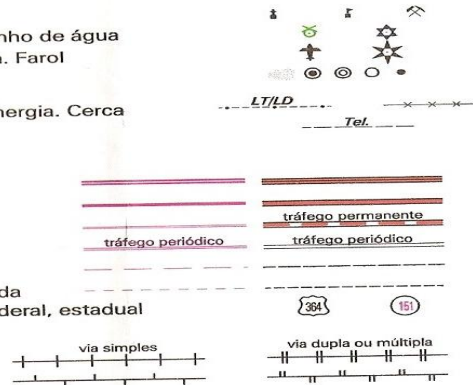 nho de água
. Farol
nergia. Cerca
LT/LD
Tel.
tráfego permanente
tráfego periódico
tráfego periódico
da
deral, estadual
364
151
via simples
via dupla ou múltipla